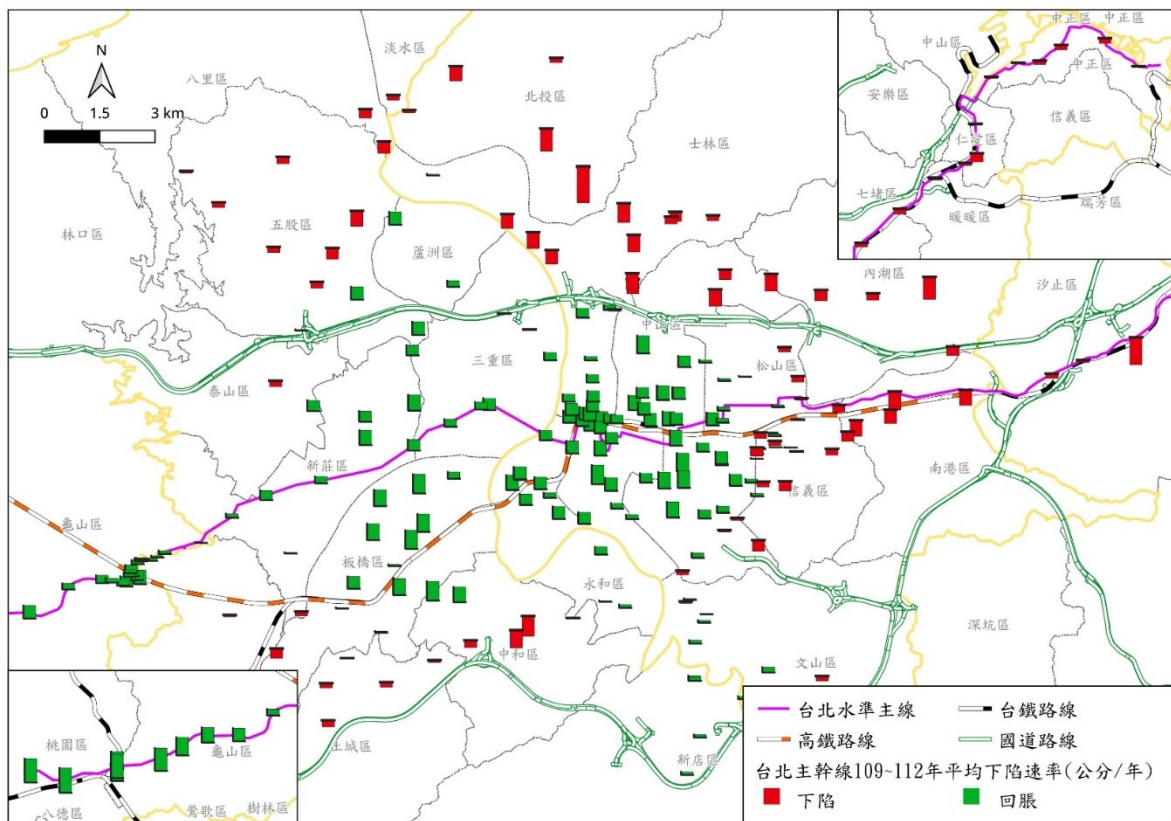 N
0 1.5 3 km
淡水區
八里區
北投區
士林區
林口區
五股區
蘆洲區
內湖區
汐止區
中山區
三重區
松山區
泰山區
新莊區
信義區
南港區
龜山區
板橋區
永和區
中和區
文山區
深坑區
土城區
新店區
中正區 中正區
中山區
中正區
安樂區
信義區
仁愛區
七堵區
暖暖區
瑞芳區
桃園區
龜山區
八德區
鶯歌區
樹林區
台北水準主線
台鐵路線
高鐵路線
國道路線
台北主幹線109~112年平均下陷速率(公分/年)
下陷
回脹